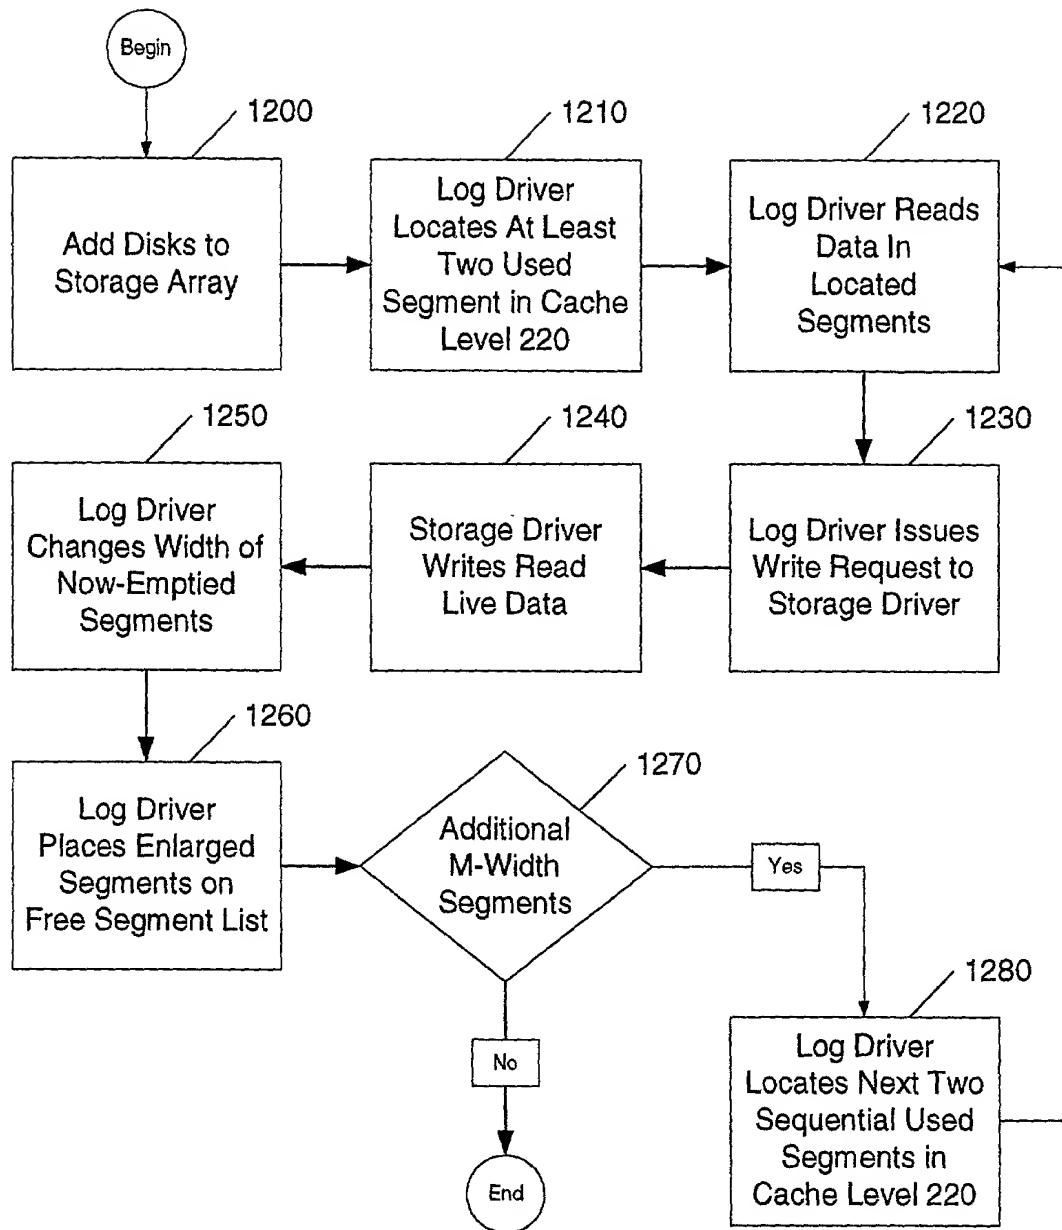 Begin
1200
Add Disks to
Storage Array
1210
Log Driver
Locates At Least
Two Used
Segment in Cache
Level 220
1220
Log Driver Reads
Data In
Located
Segments
1230
Log Driver Issues
Write Request to
Storage Driver
1240
Storage Driver
Writes Read
Live Data
1250
Log Driver
Changes Width of
Now-Emptied
Segments
1260
Log Driver
Places Enlarged
Segments on
Free Segment List
1270
Additional
M-Width
Segments
Yes
No
End
1280
Log Driver
Locates Next Two
Sequential Used
Segments in
Cache Level 220